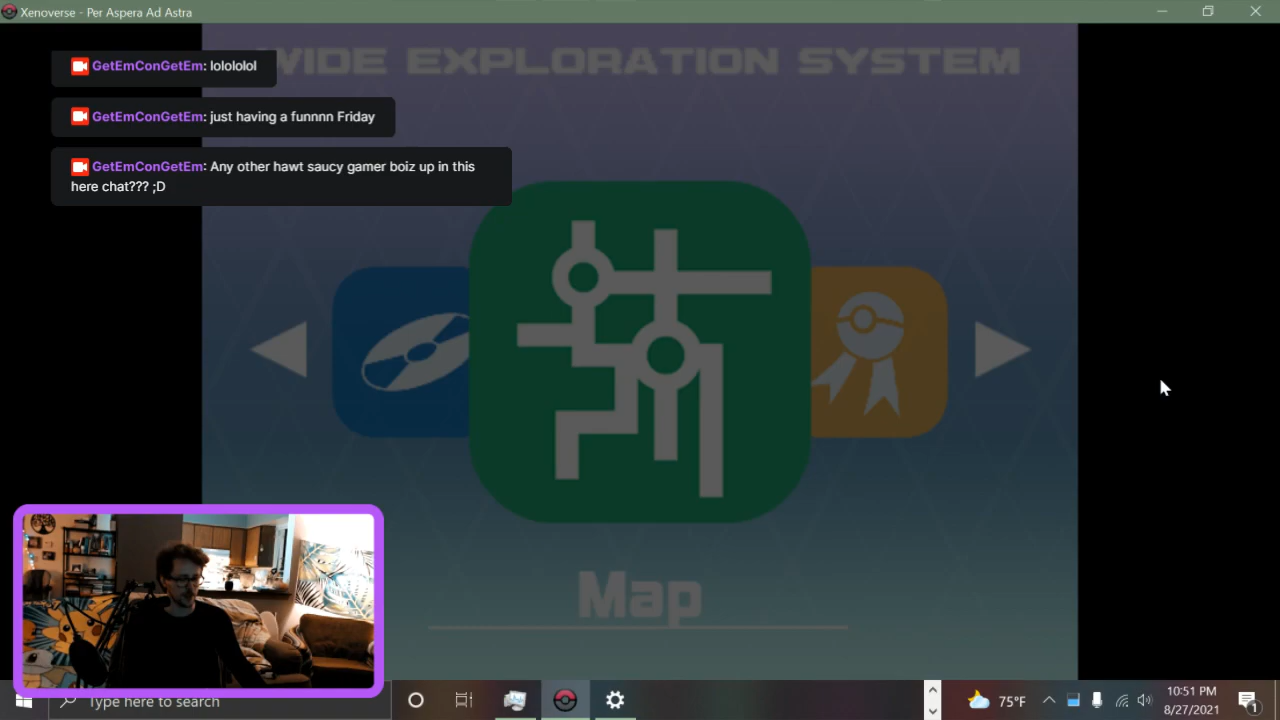 Xenoverse - Per Aspera Ad Astra
WIDE EXPLORATION SYSTEM
GetEmConGetEm: lolololol
GetEmConGetEm: just having a funnnn Friday
GetEmConGetEm: Any other hawt saucy gamer boiz up in this
here chat??? ;D
Map
Type here to search
75°F
10:51 PM
8/27/2021
1